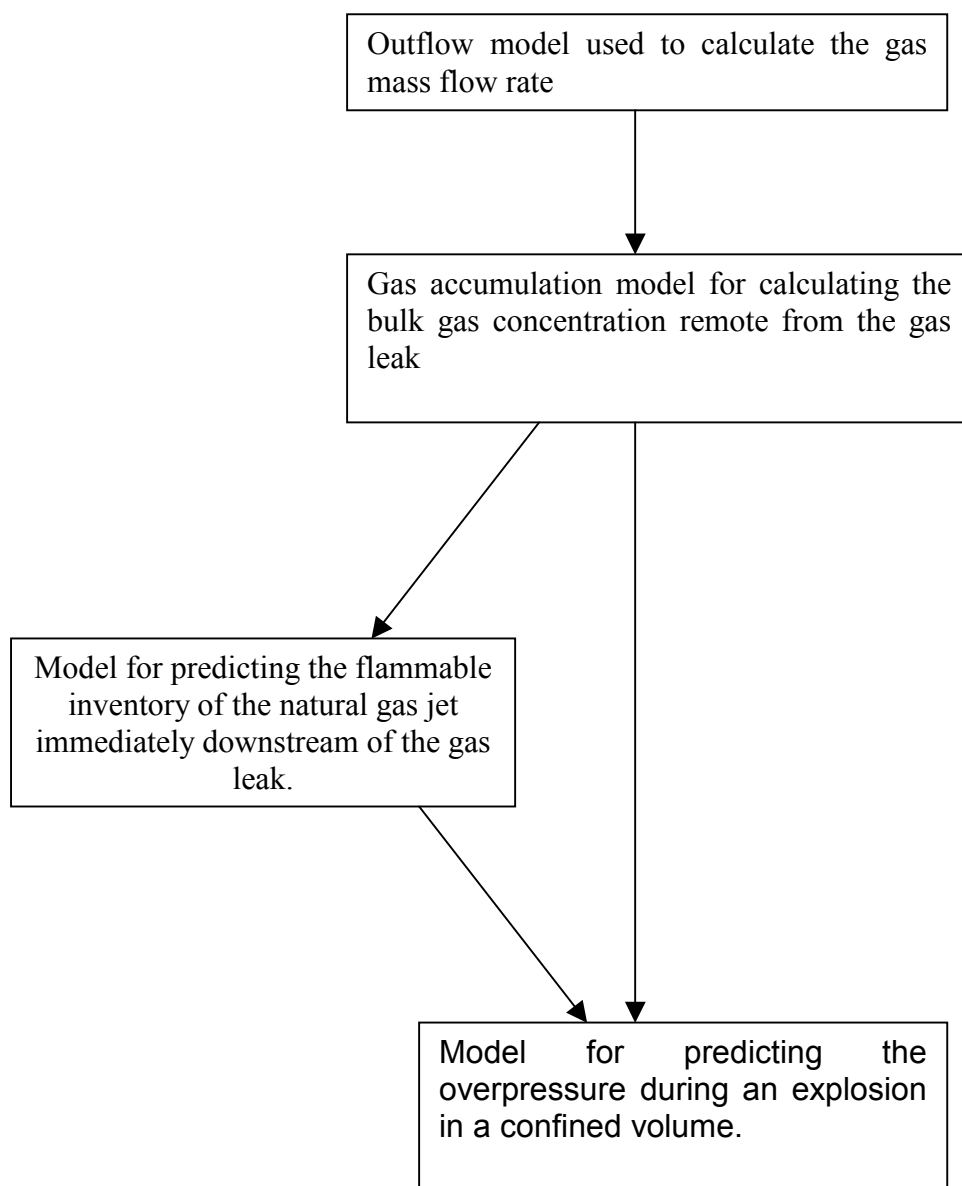 Outflow model used to calculate the gas
mass flow rate
Gas accumulation model for calculating the
bulk gas concentration remote from the gas
leak
Model for predicting the flammable
inventory of the natural gas jet
immediately downstream of the gas
leak.
Model for predicting the
overpressure during an explosion
in a confined volume.